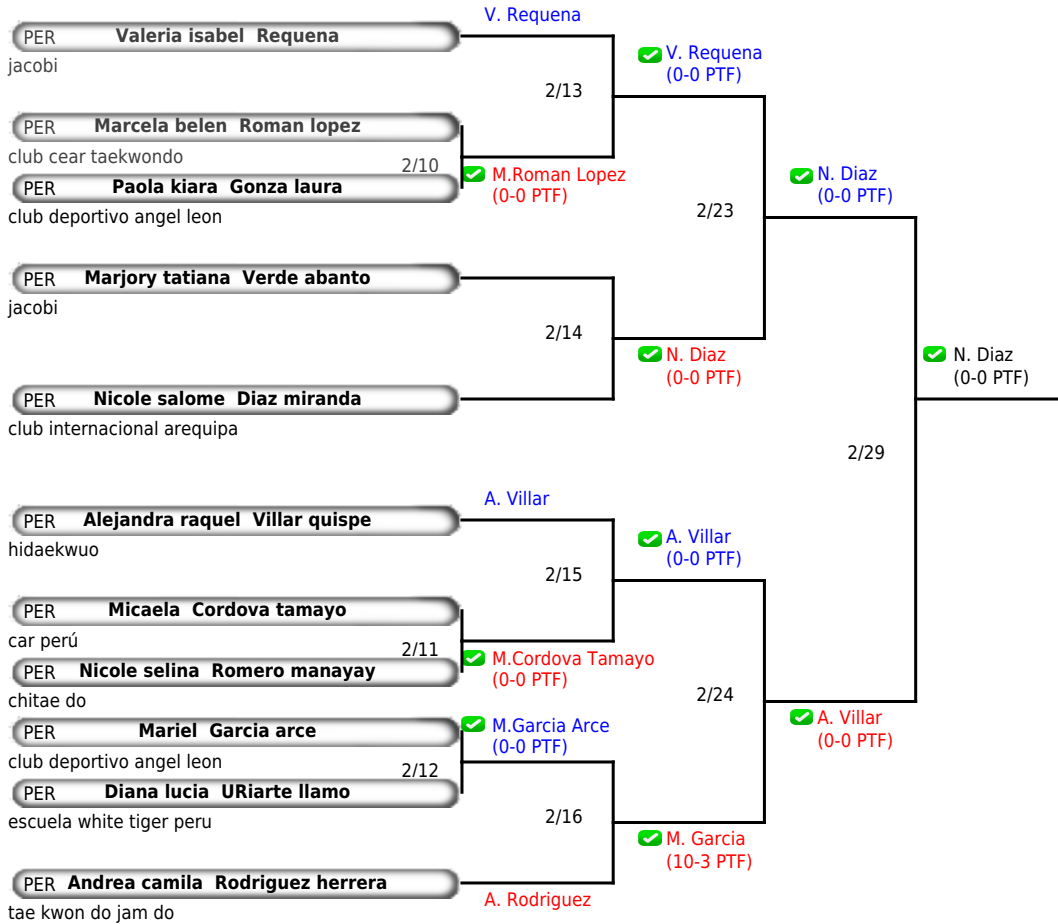 V. Requena
PER Valeria isabel Requena
jacobi
V. Requena
(0-0 PTF)
2/13
PER Marcela belen Roman lopez
club cear taekwondo
2/10
M.Roman Lopez
(0-0 PTF)
PER Paola kiara Gonza laura
club deportivo angel leon
N. Diaz
(0-0 PTF)
2/23
PER Marjory tatiana Verde abanto
jacobi
2/14
N. Diaz
(0-0 PTF)
N. Diaz
(0-0 PTF)
PER Nicole salome Diaz miranda
club internacional arequipa
2/29
A. Villar
PER Alejandra raquel Villar quispe
hidaekwuo
A. Villar
(0-0 PTF)
2/15
PER Micaela Cordova tamayo
car perú
2/11
M.Cordova Tamayo
(0-0 PTF)
PER Nicole selina Romero manayay
chitae do
2/24
A. Villar
(0-0 PTF)
PER Mariel Garcia arce
club deportivo angel leon
M.Garcia Arce
(0-0 PTF)
2/12
PER Diana lucia URiarte llamo
escuela white tiger peru
2/16
M. Garcia
(10-3 PTF)
PER Andrea camila Rodriguez herrera
tae kwon do jam do
A. Rodriguez